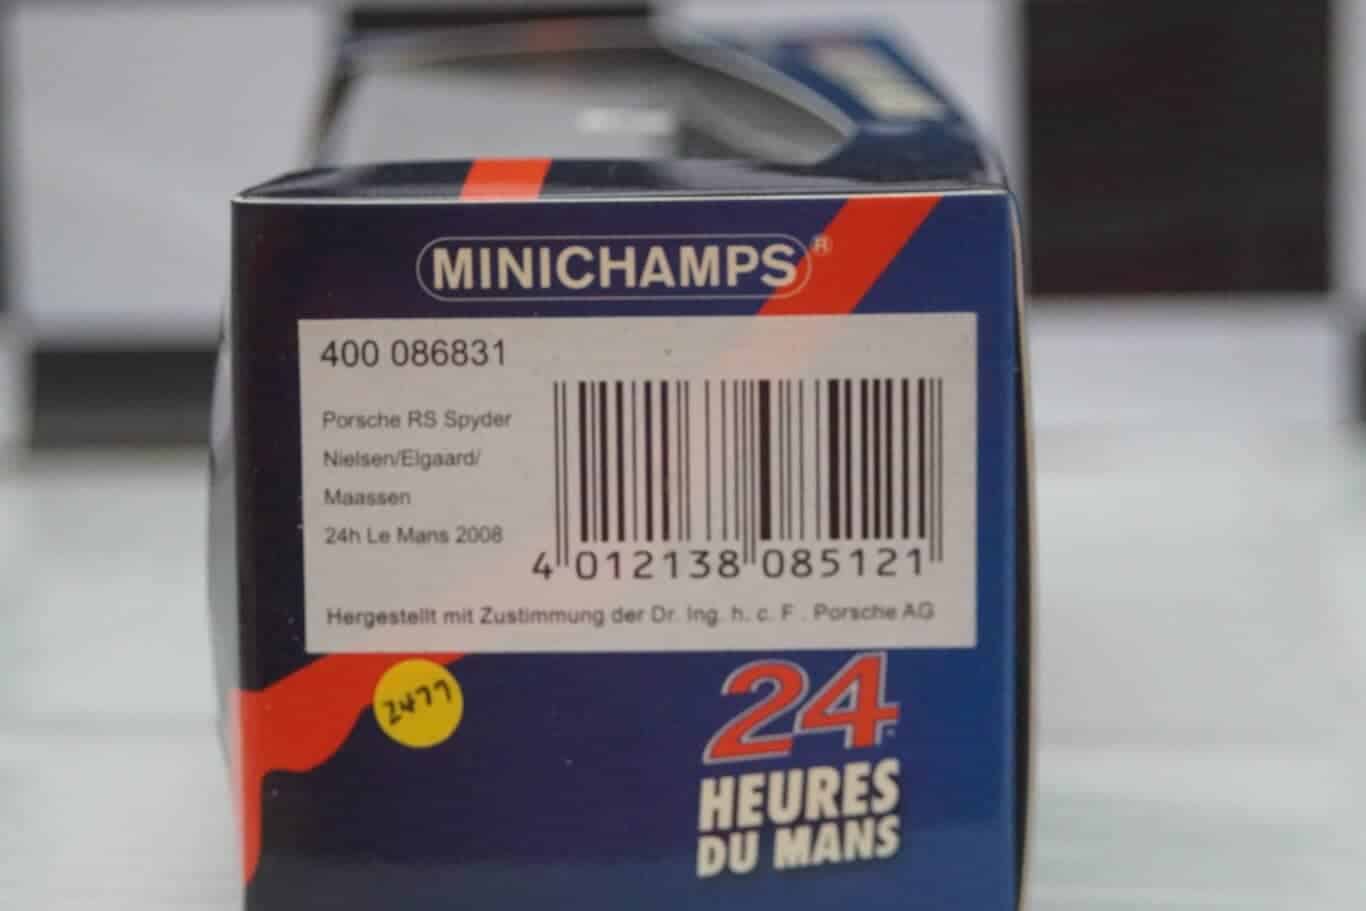 MINICHAMPS®
400 086831
Porsche RS Spyder
Nielsen/Elgaard/
Maassen
24h Le Mans 2008
4 012138 085121
Hergestellt mit Zustimmung der Dr. Ing. h. c. F . Porsche AG
2477
24
HEURES
DU MANS